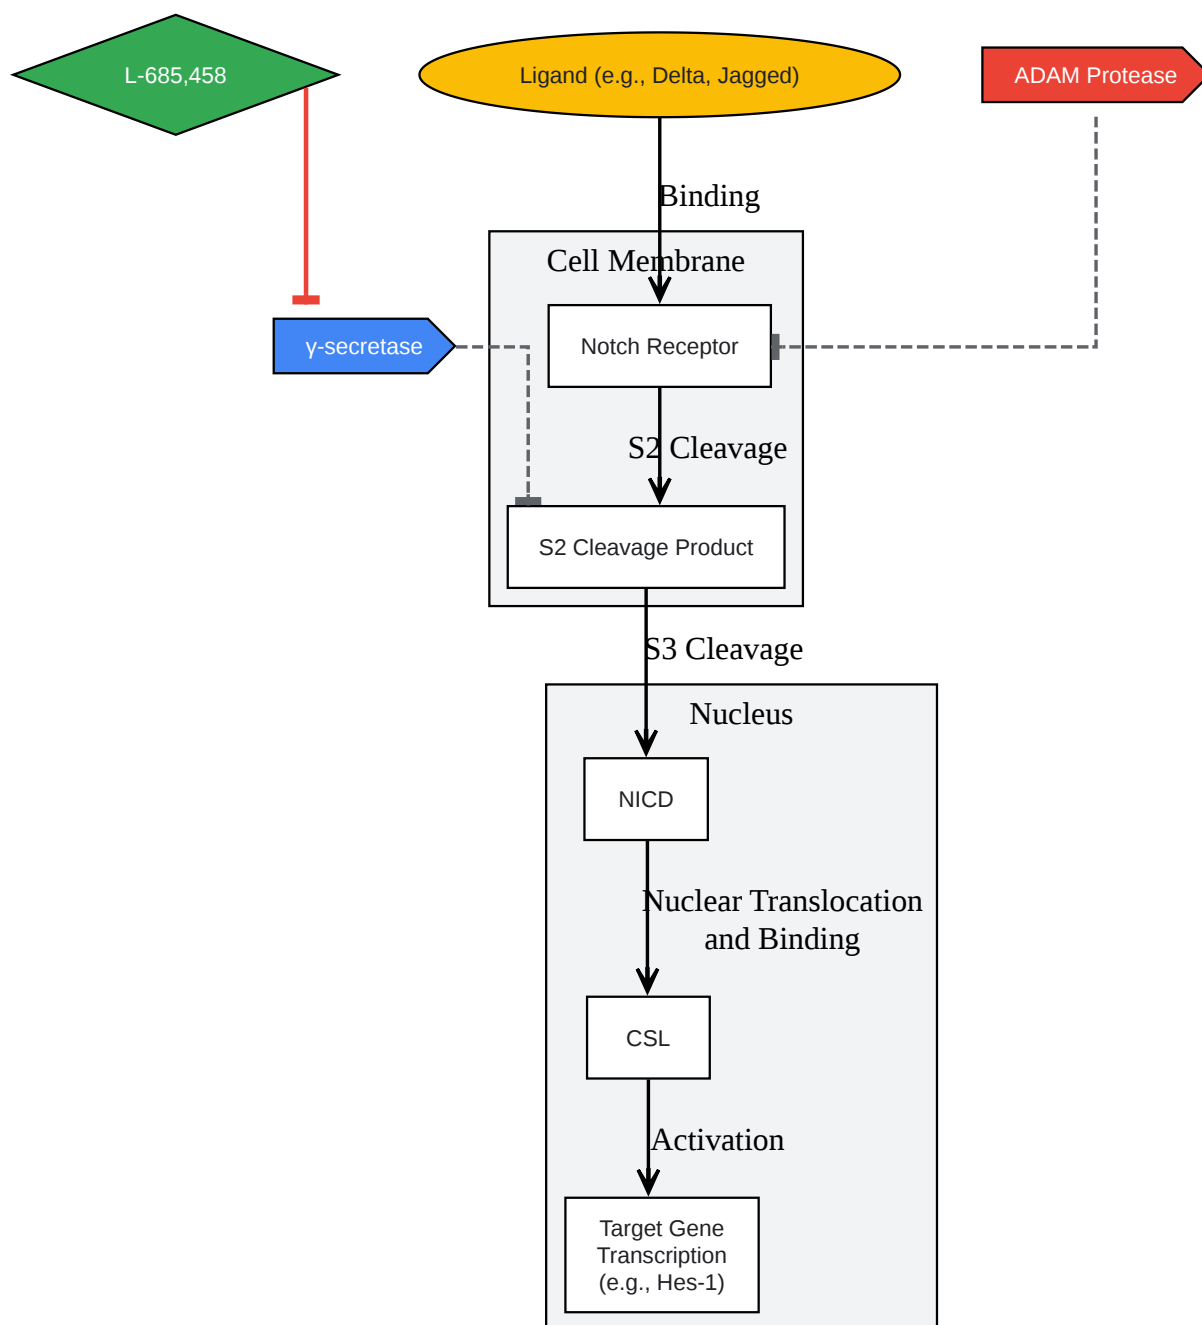 L-685,458
Ligand (e.g., Delta, Jagged)
ADAM Protease
Binding
Cell Membrane
γ-secretase
Notch Receptor
S2 Cleavage
S2 Cleavage Product
S3 Cleavage
Nucleus
NICD
Nuclear Translocation
and Binding
CSL
Activation
Target Gene
Transcription
(e.g., Hes-1)